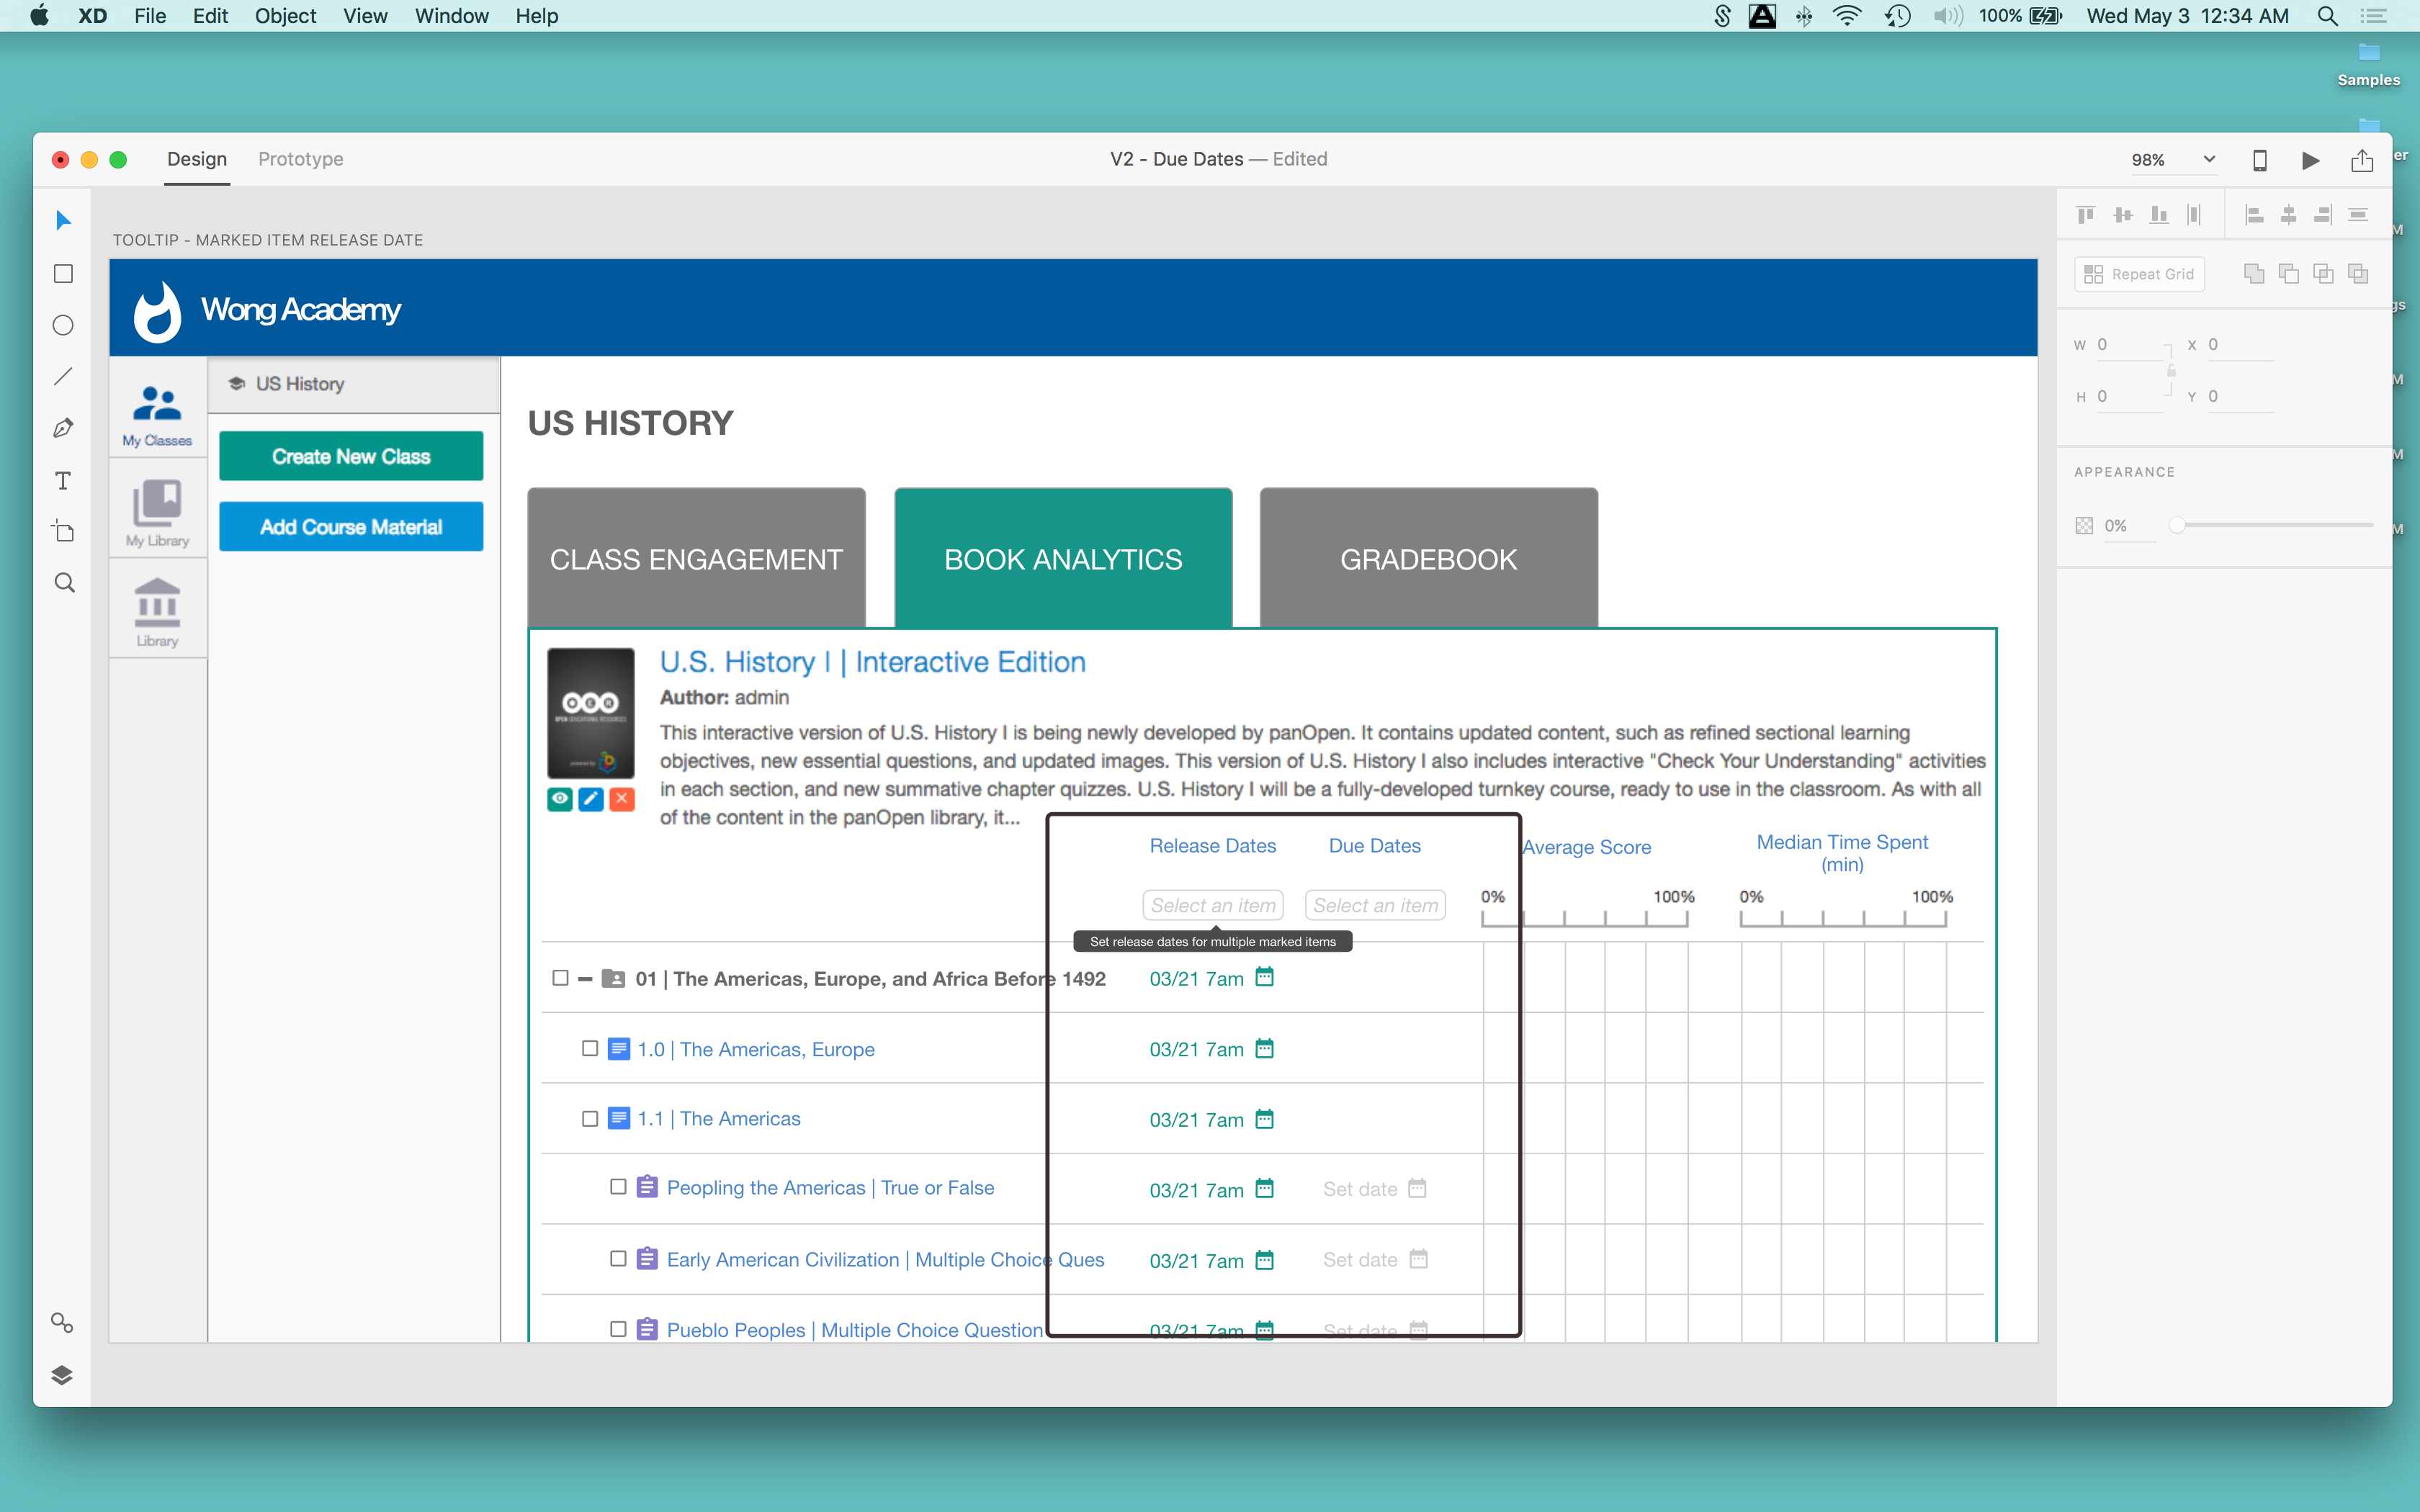 XD File Edit Object View Window Help
100% Wed May 3 12:34 AM
Samples
Design Prototype
V2 - Due Dates — Edited
98%
er
TOOLTIP - MARKED ITEM RELEASE DATE
M
Repeat Grid
gs
Wong Academy
W 0 X 0
H 0 Y 0
M
My Classes
US History
US HISTORY
Create New Class
M
APPEARANCE
Add Course Material
0%
M
My Library
CLASS ENGAGEMENT
BOOK ANALYTICS
GRADEBOOK
Library
OER
OPEN EDUCATIONAL RESOURCES
powered by
U.S. History I | Interactive Edition
Author: admin
This interactive version of U.S. History I is being newly developed by panOpen. It contains updated content, such as refined sectional learning
objectives, new essential questions, and updated images. This version of U.S. History I also includes interactive "Check Your Understanding" activities
in each section, and new summative chapter quizzes. U.S. History I will be a fully-developed turnkey course, ready to use in the classroom. As with all
of the content in the panOpen library, it...
Release Dates Due Dates Average Score Median Time Spent
(min)
Select an item Select an item 0% 100% 0% 100%
Set release dates for multiple marked items
01 | The Americas, Europe, and Africa Before 1492 03/21 7am
1.0 | The Americas, Europe 03/21 7am
1.1 | The Americas 03/21 7am
Peopling the Americas | True or False 03/21 7am Set date
Early American Civilization | Multiple Choice Ques 03/21 7am Set date
Pueblo Peoples | Multiple Choice Question 03/21 7am Set date